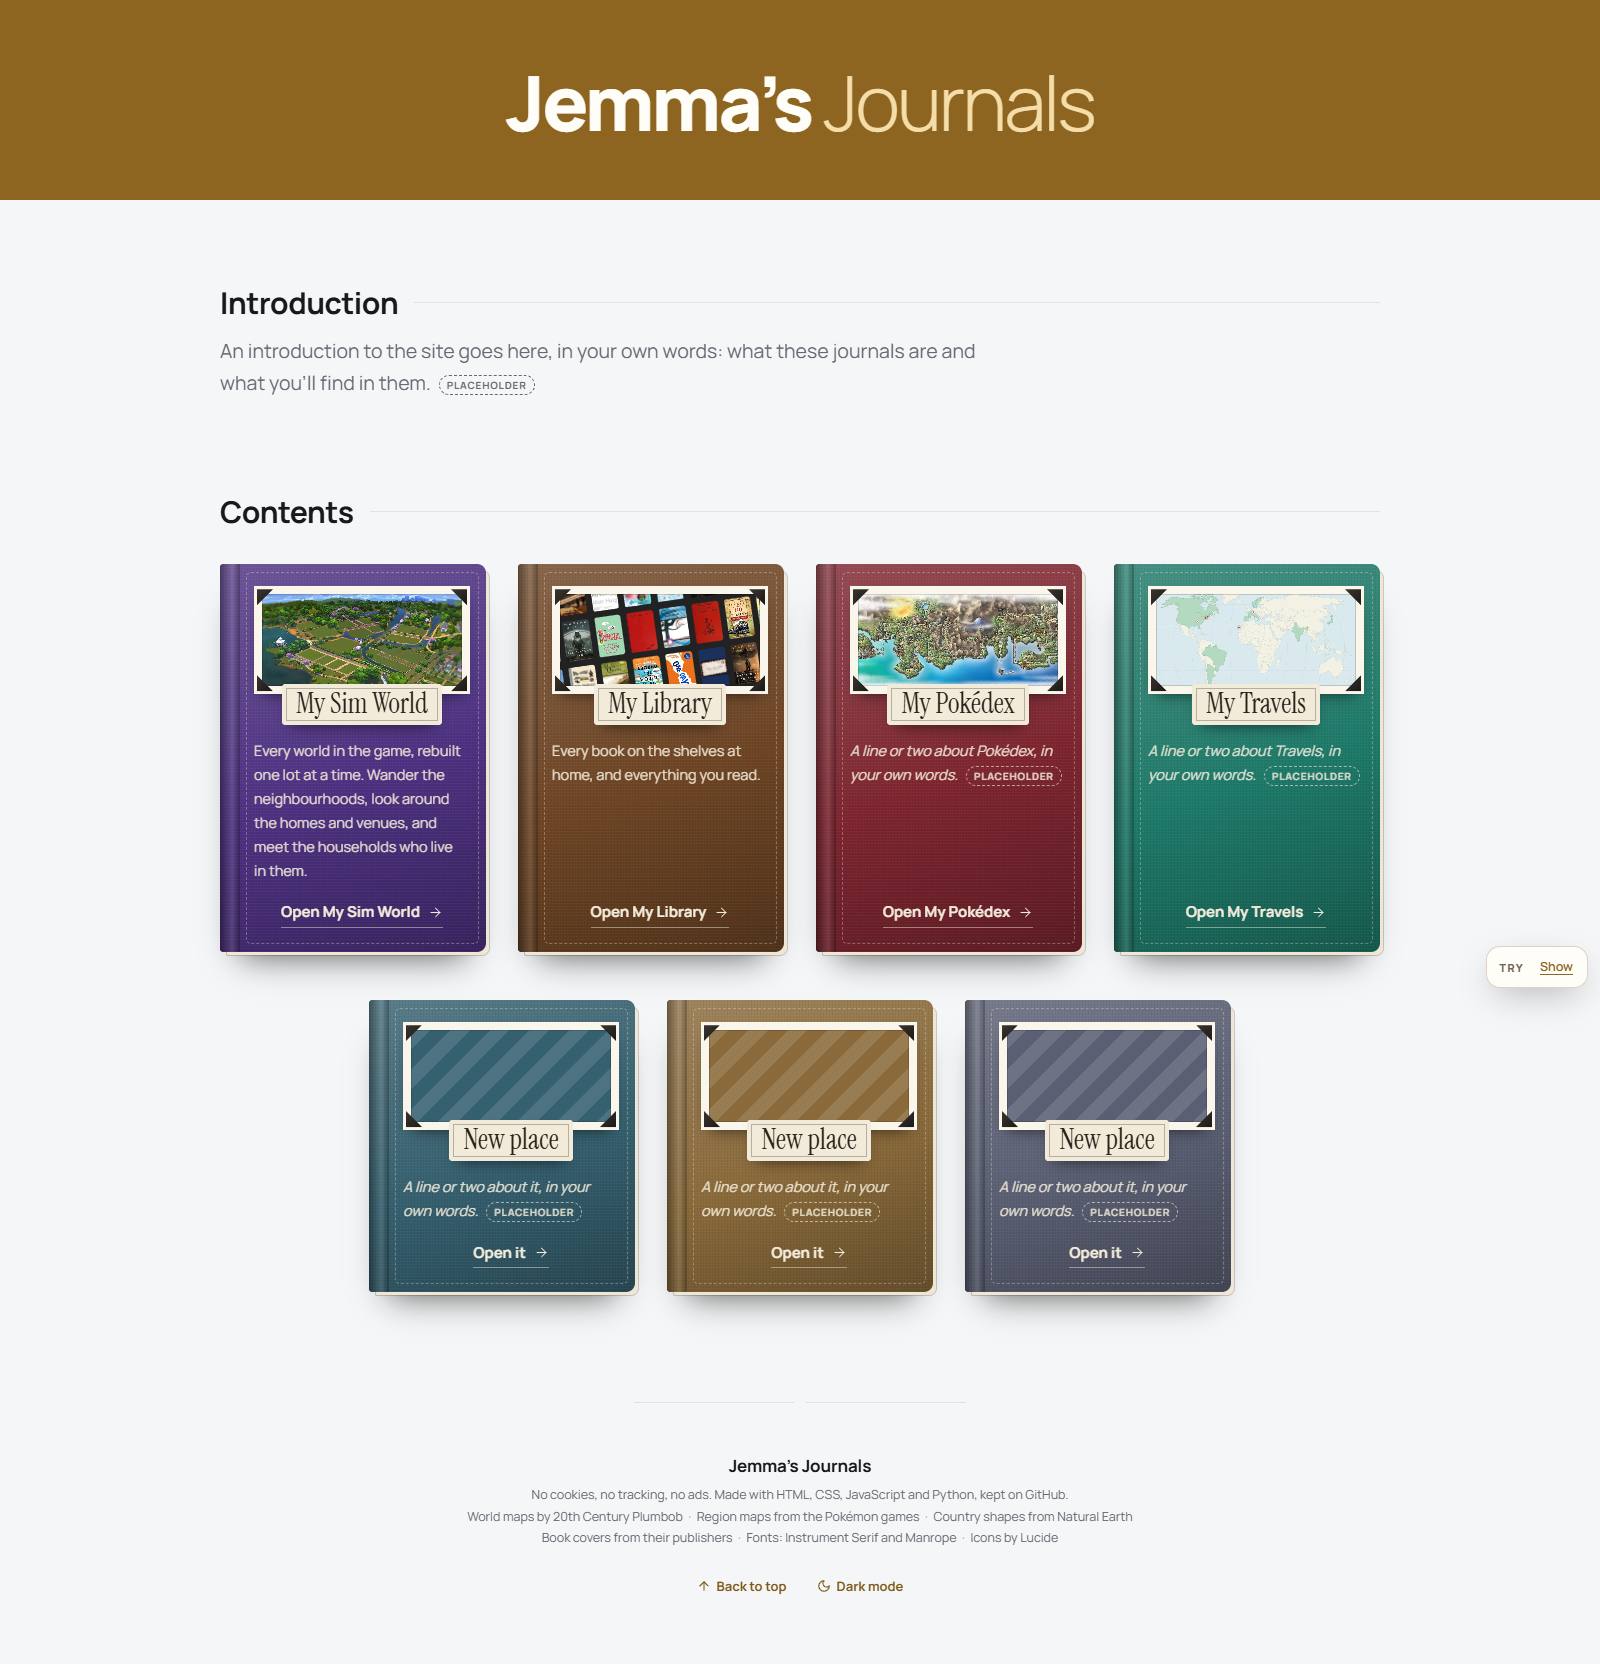 Jemma’s Journals
Introduction
An introduction to the site goes here, in your own words: what these journals are and
what you’ll find in them. PLACEHOLDER
Contents
My Sim World
Every world in the game, rebuilt
one lot at a time. Wander the
neighbourhoods, look around
the homes and venues, and
meet the households who live
in them.
Open My Sim World →
My Library
Every book on the shelves at
home, and everything you read.
Open My Library →
My Pokédex
A line or two about Pokédex, in
your own words. PLACEHOLDER
Open My Pokédex →
My Travels
A line or two about Travels, in
your own words. PLACEHOLDER
Open My Travels →
TRY Show
New place
A line or two about it, in your
own words. PLACEHOLDER
Open it →
New place
A line or two about it, in your
own words. PLACEHOLDER
Open it →
New place
A line or two about it, in your
own words. PLACEHOLDER
Open it →
Jemma’s Journals
No cookies, no tracking, no ads. Made with HTML, CSS, JavaScript and Python, kept on GitHub.
World maps by 20th Century Plumbob · Region maps from the Pokémon games · Country shapes from Natural Earth
Book covers from their publishers · Fonts: Instrument Serif and Manrope · Icons by Lucide
↑ Back to top
Dark mode